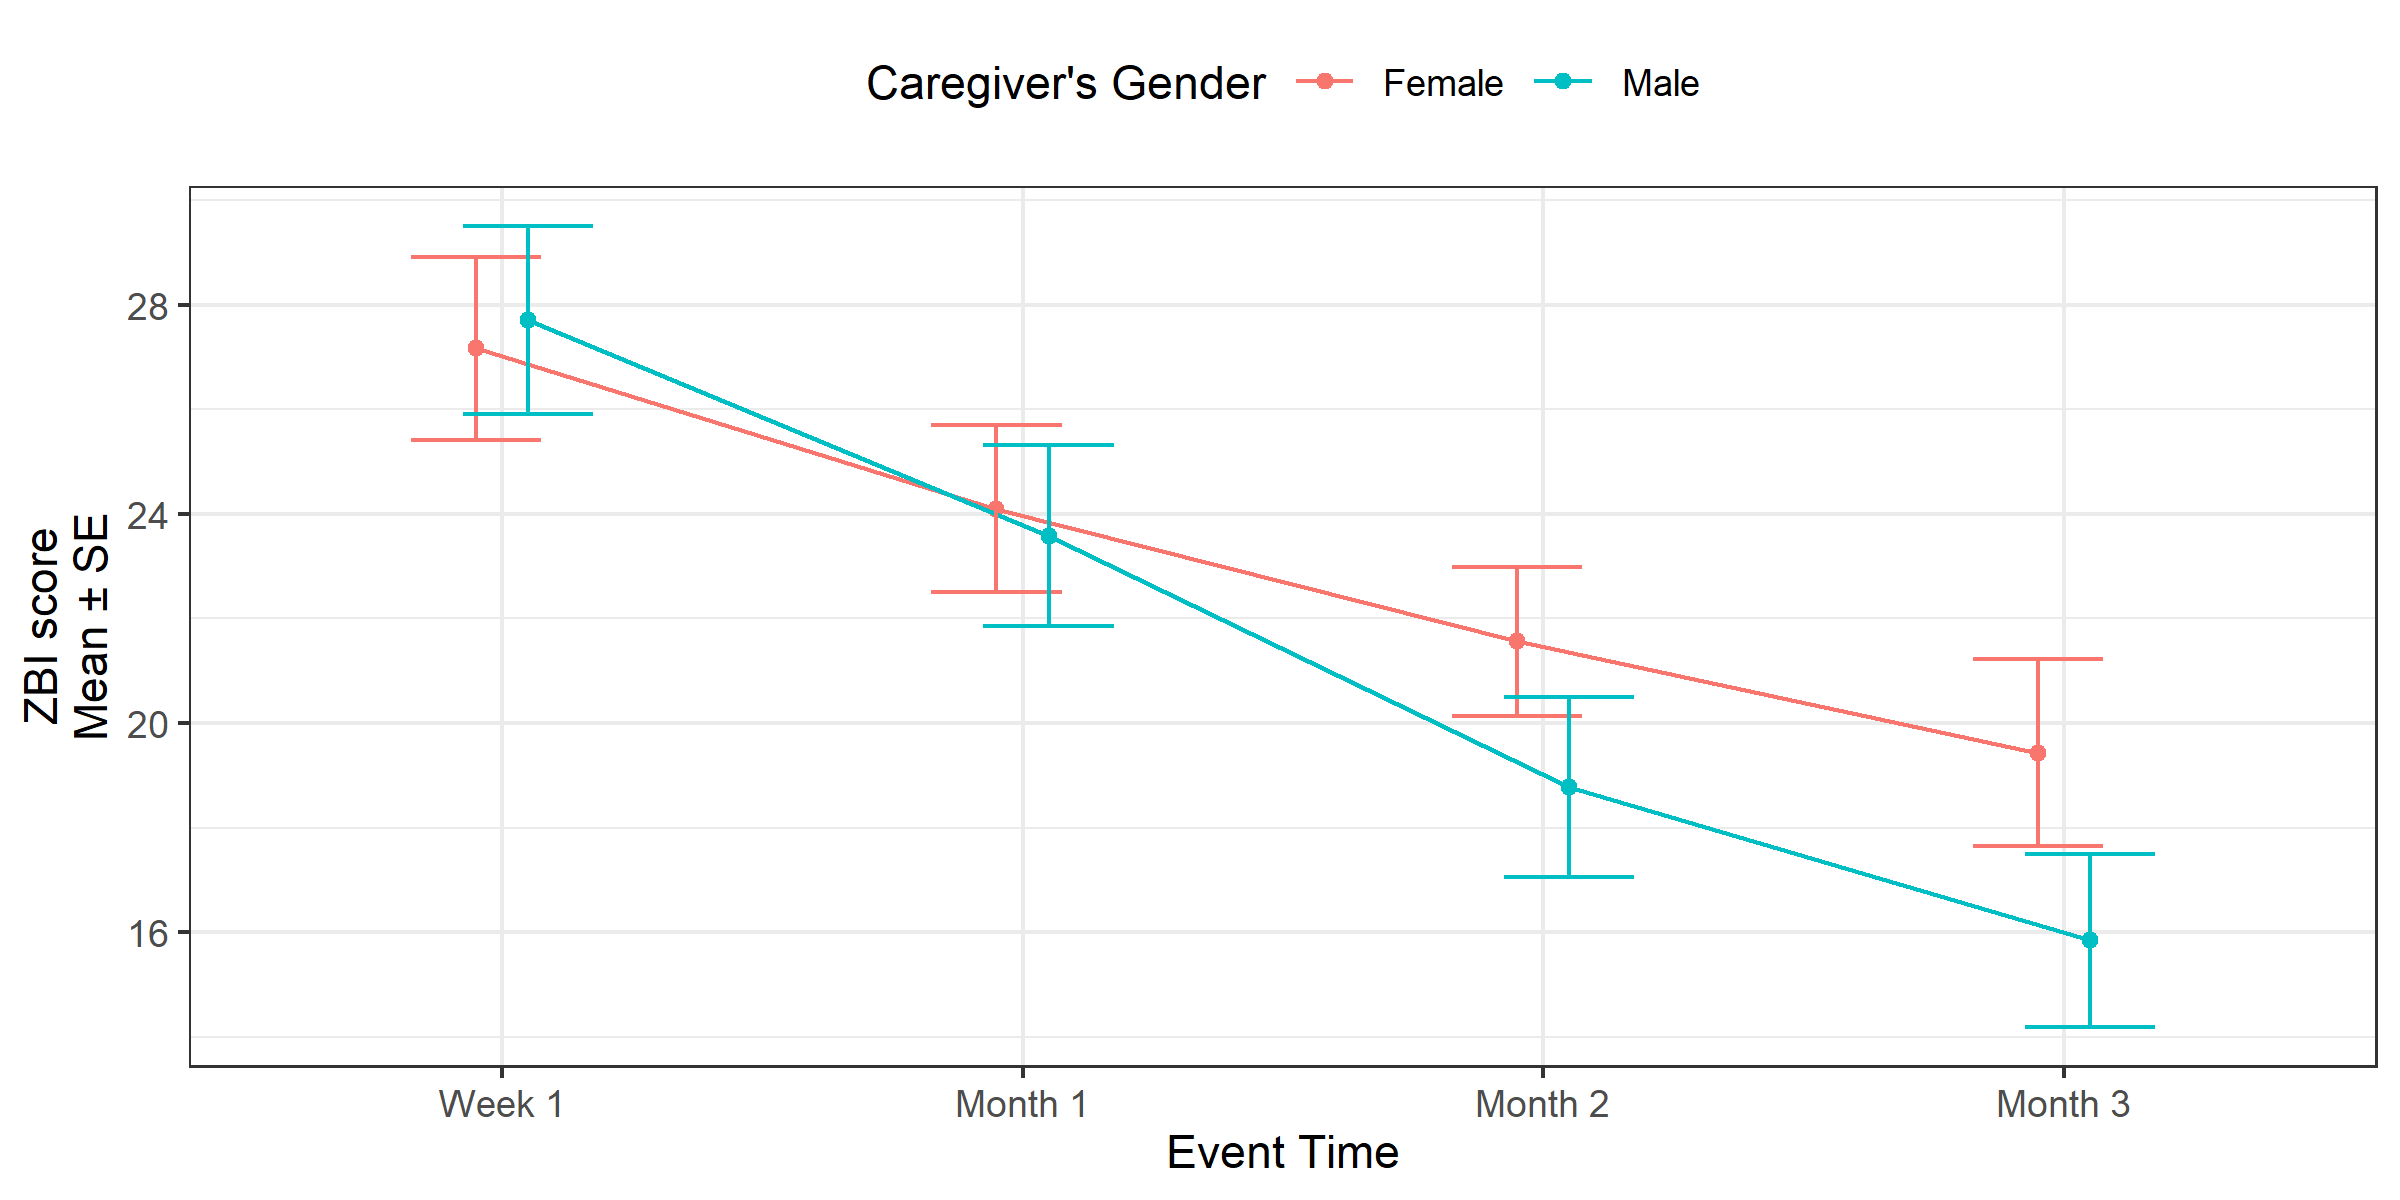 Caregiver's Gender Female Male
ZBI score
Mean ± SE
28
24
20
16
Week 1 Month 1 Month 2 Month 3
Event Time